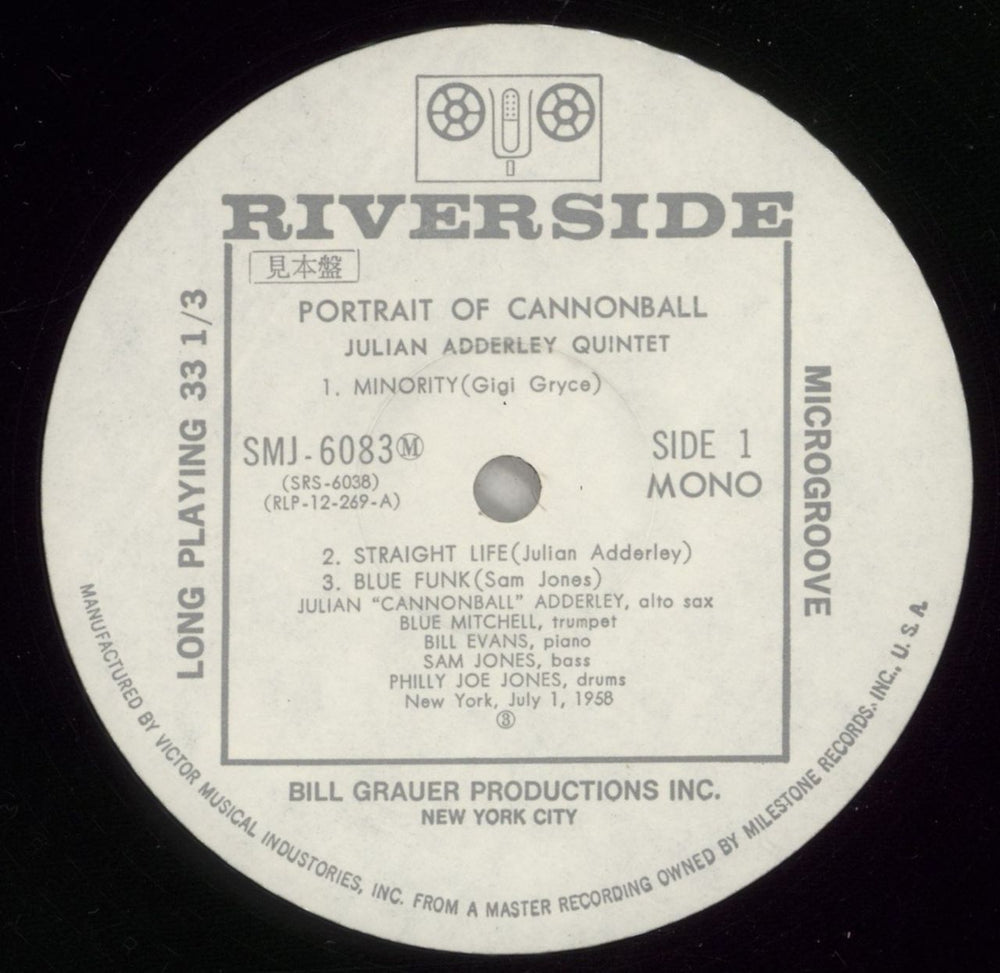 RIVERSIDE
見本盤
PORTRAIT OF CANNONBALL
JULIAN ADDERLEY QUINTET
1. MINORITY(Gigi Gryce)
SMJ-6083Ⓜ
(SRS-6038)
(RLP-12-269-A)
SIDE 1
MONO
2. STRAIGHT LIFE(Julian Adderley)
3. BLUE FUNK(Sam Jones)
JULIAN “CANNONBALL” ADDERLEY, alto sax
BLUE MITCHELL, trumpet
BILL EVANS, piano
SAM JONES, bass
PHILLY JOE JONES, drums
New York, July 1, 1958
③
LONG PLAYING 33 1/3
MICROGROOVE
BILL GRAUER PRODUCTIONS INC.
NEW YORK CITY
MANUFACTURED BY VICTOR MUSICAL INDUSTORIES, INC. FROM A MASTER RECORDING OWNED BY MILESTONE RECORDS. INC., U. S. A.